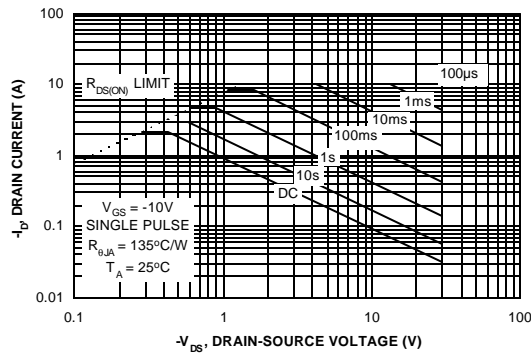 100
10
1
0.1
0.01
0.1
1
10
100
-I_D, DRAIN CURRENT (A)
-V_DS, DRAIN-SOURCE VOLTAGE (V)
R_DS(ON) LIMIT
100µs
1ms
10ms
100ms
1s
10s
DC
V_GS = -10V
SINGLE PULSE
R_θJA = 135°C/W
T_A = 25°C